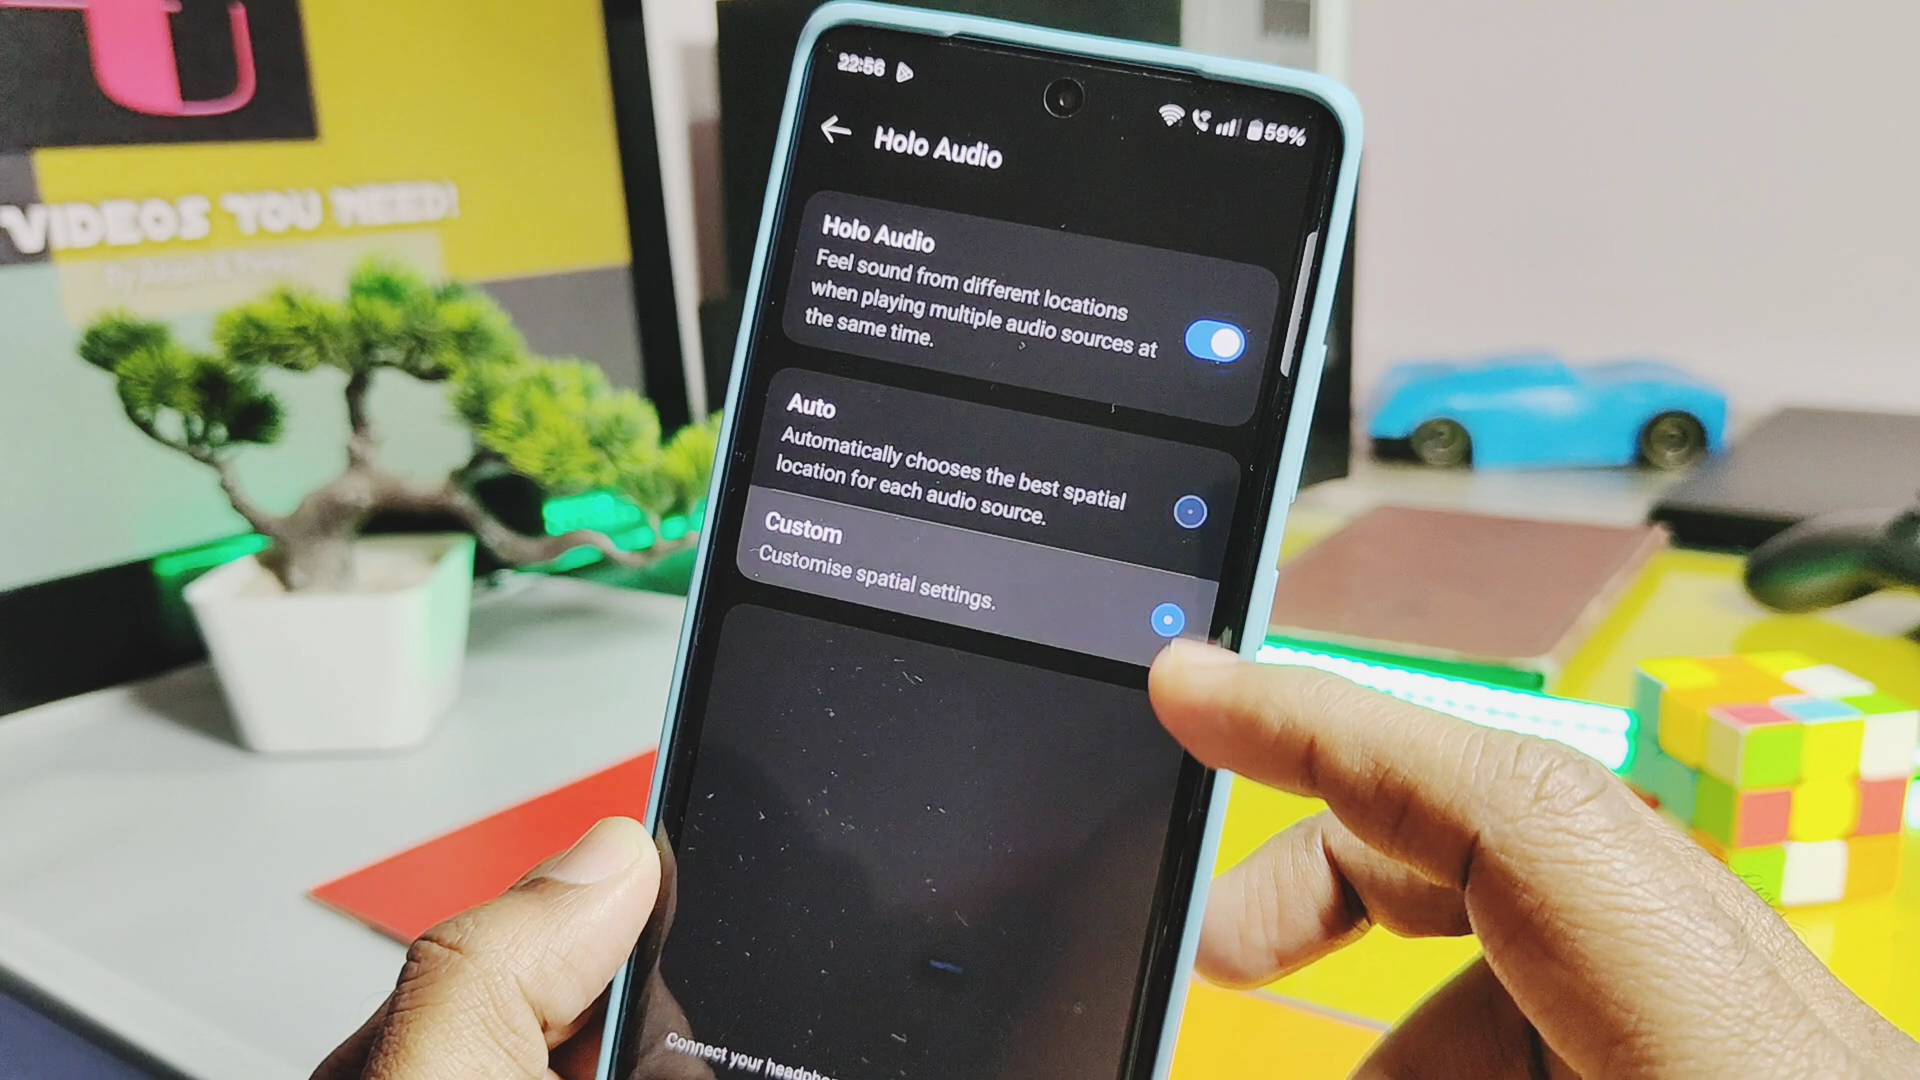 VIDEOS YOU NEED!
22:56
59%
Holo Audio
Holo Audio
Feel sound from different locations
when playing multiple audio sources at
the same time.
Auto
Automatically chooses the best spatial
location for each audio source.
Custom
Customise spatial settings.
Connect your